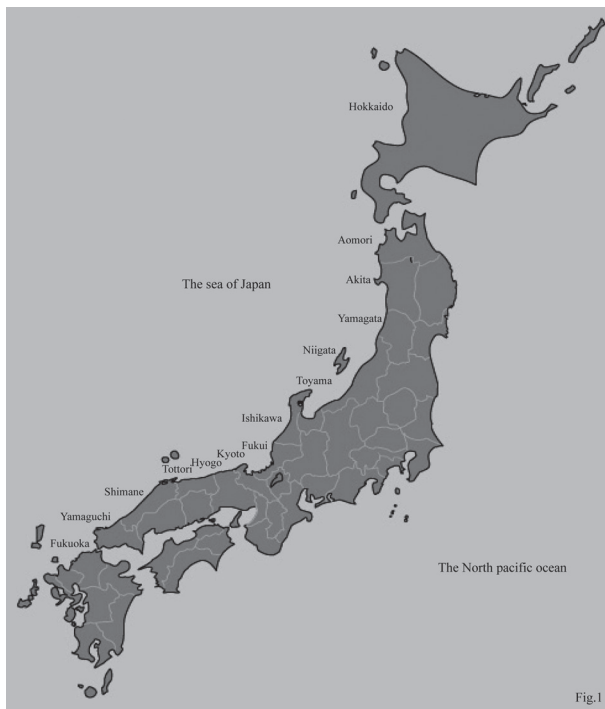 Hokkaido
Aomori
The sea of Japan
Akita
Yamagata
Niigata
Toyama
Ishikawa
Fukui
Kyoto
Hyogo
Tottori
Shimane
Yamaguchi
Fukuoka
The North pacific ocean
Fig.1